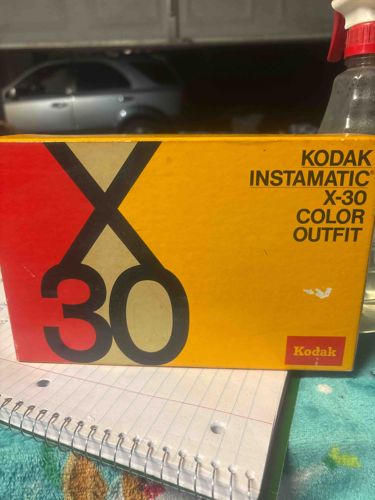 KODAK
INSTAMATIC®
X-30
COLOR
OUTFIT
X
30
Kodak